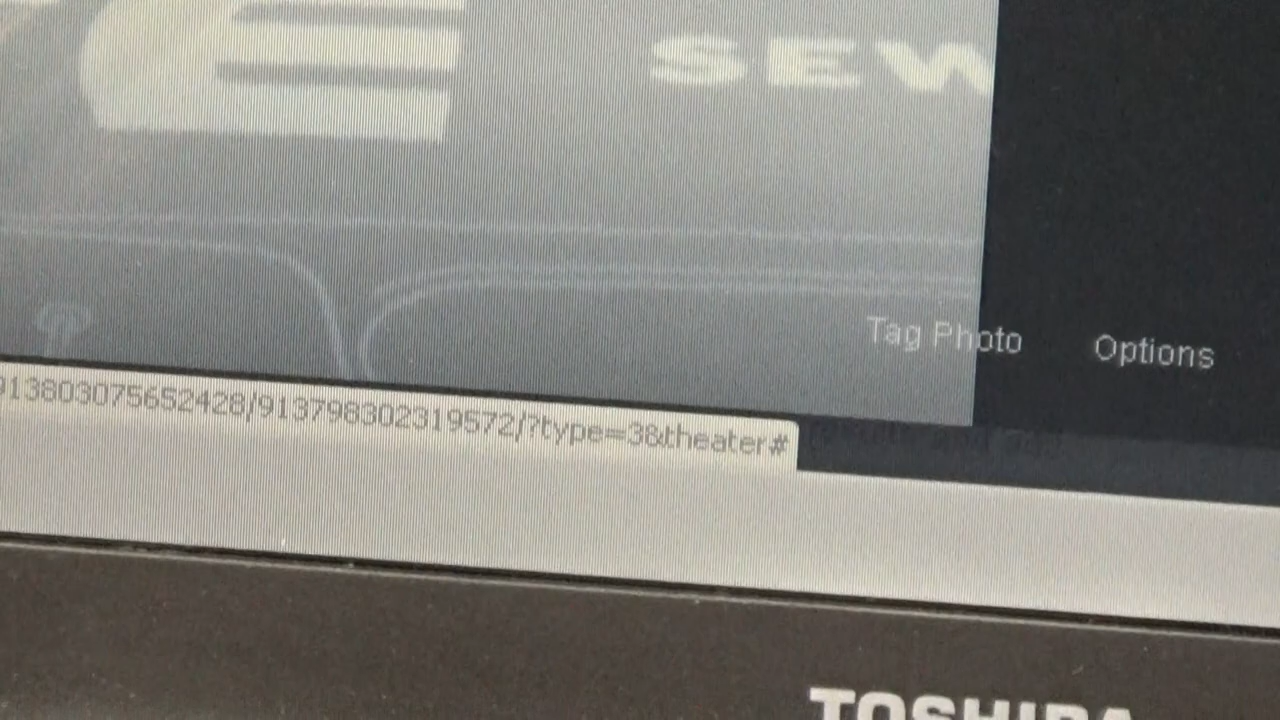 SEW
Tag Photo
Options
913803075652428/913798302319572/?type=3&theater#
TOSHIBA